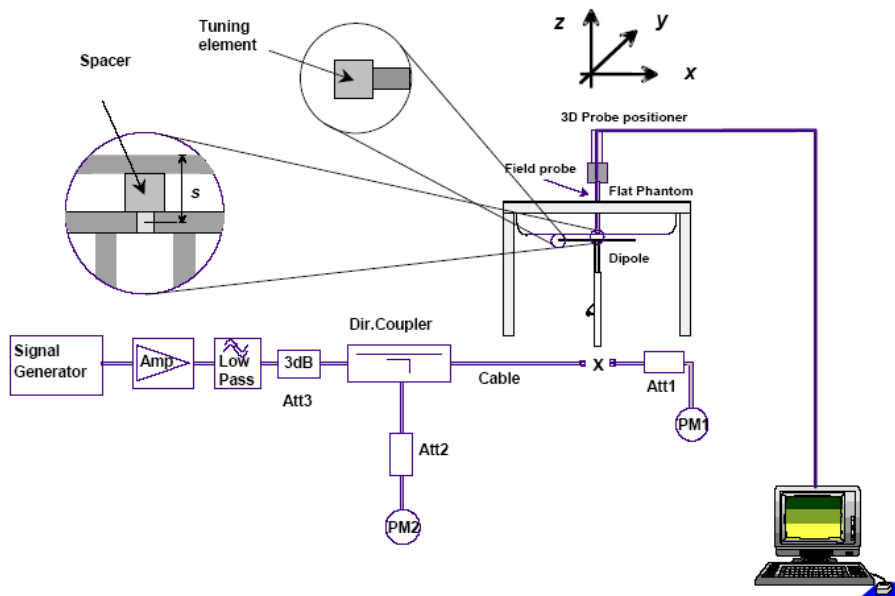 Tuning
element
Spacer
s
z
y
x
3D Probe positioner
Field probe
Flat Phantom
Dipole
Dir.Coupler
Signal
Generator
Amp
Low
Pass
3dB
Att3
Cable
x
Att1
PM1
Att2
PM2